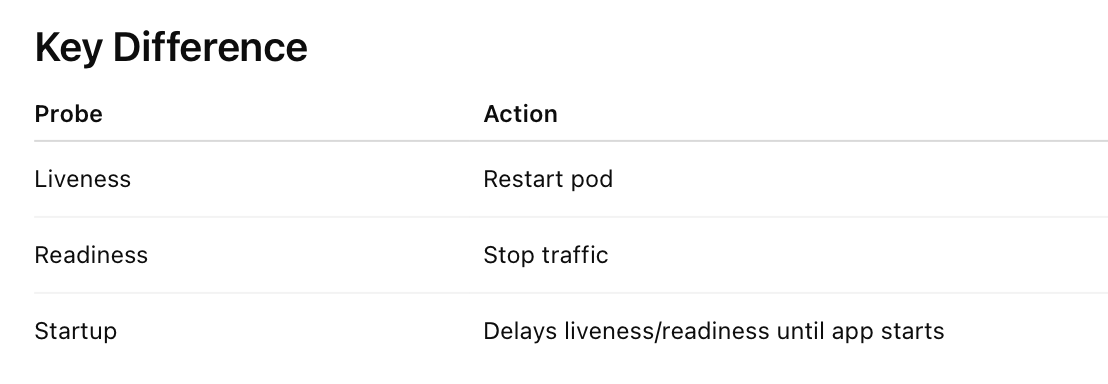 Key Difference
Probe Action
Liveness Restart pod
Readiness Stop traffic
Startup Delays liveness/readiness until app starts